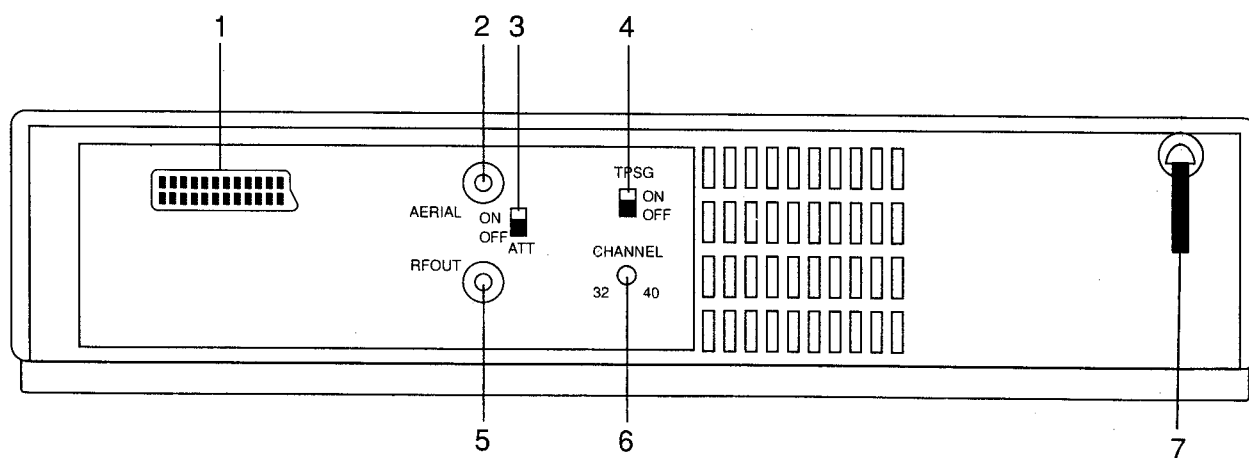 1 2 3 4
TPSG
ON
OFF
AERIAL
ON
OFF
ATT
RFOUT
CHANNEL
32 40
5 6 7